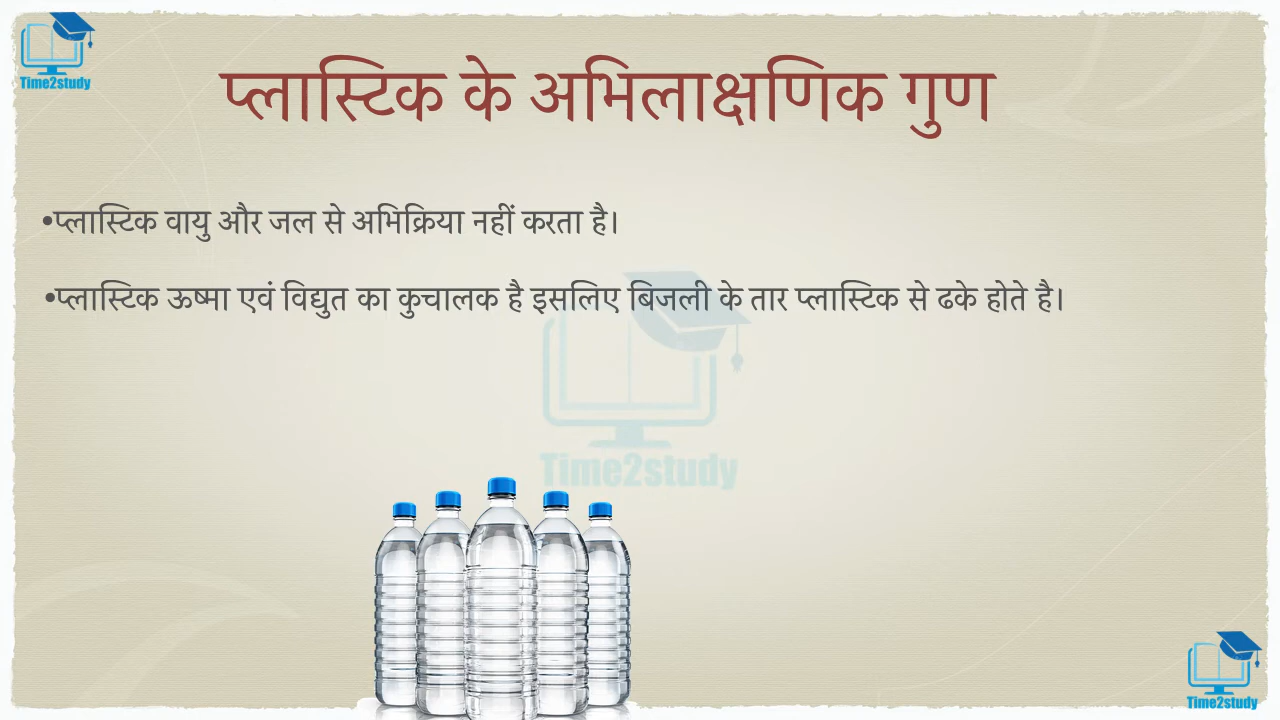 Time2study
प्लास्टिक के अभिलाक्षणिक गुण
•प्लास्टिक वायु और जल से अभिक्रिया नहीं करता है।
•प्लास्टिक ऊष्मा एवं विद्युत का कुचालक है इसलिए बिजली के तार प्लास्टिक से ढके होते है।
Time2study
Time2study